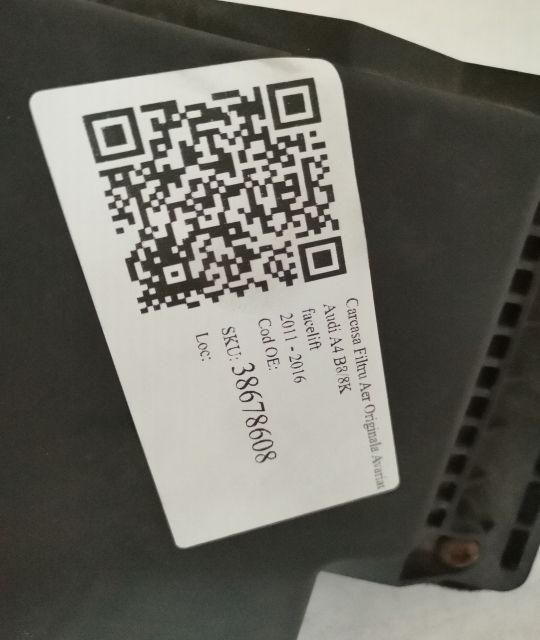 Carcasa Filtru Aer Originala Avariat
Audi A4 B8/8K
facelift
2011 - 2016
Cod OE:
SKU: 38678608
Loc: